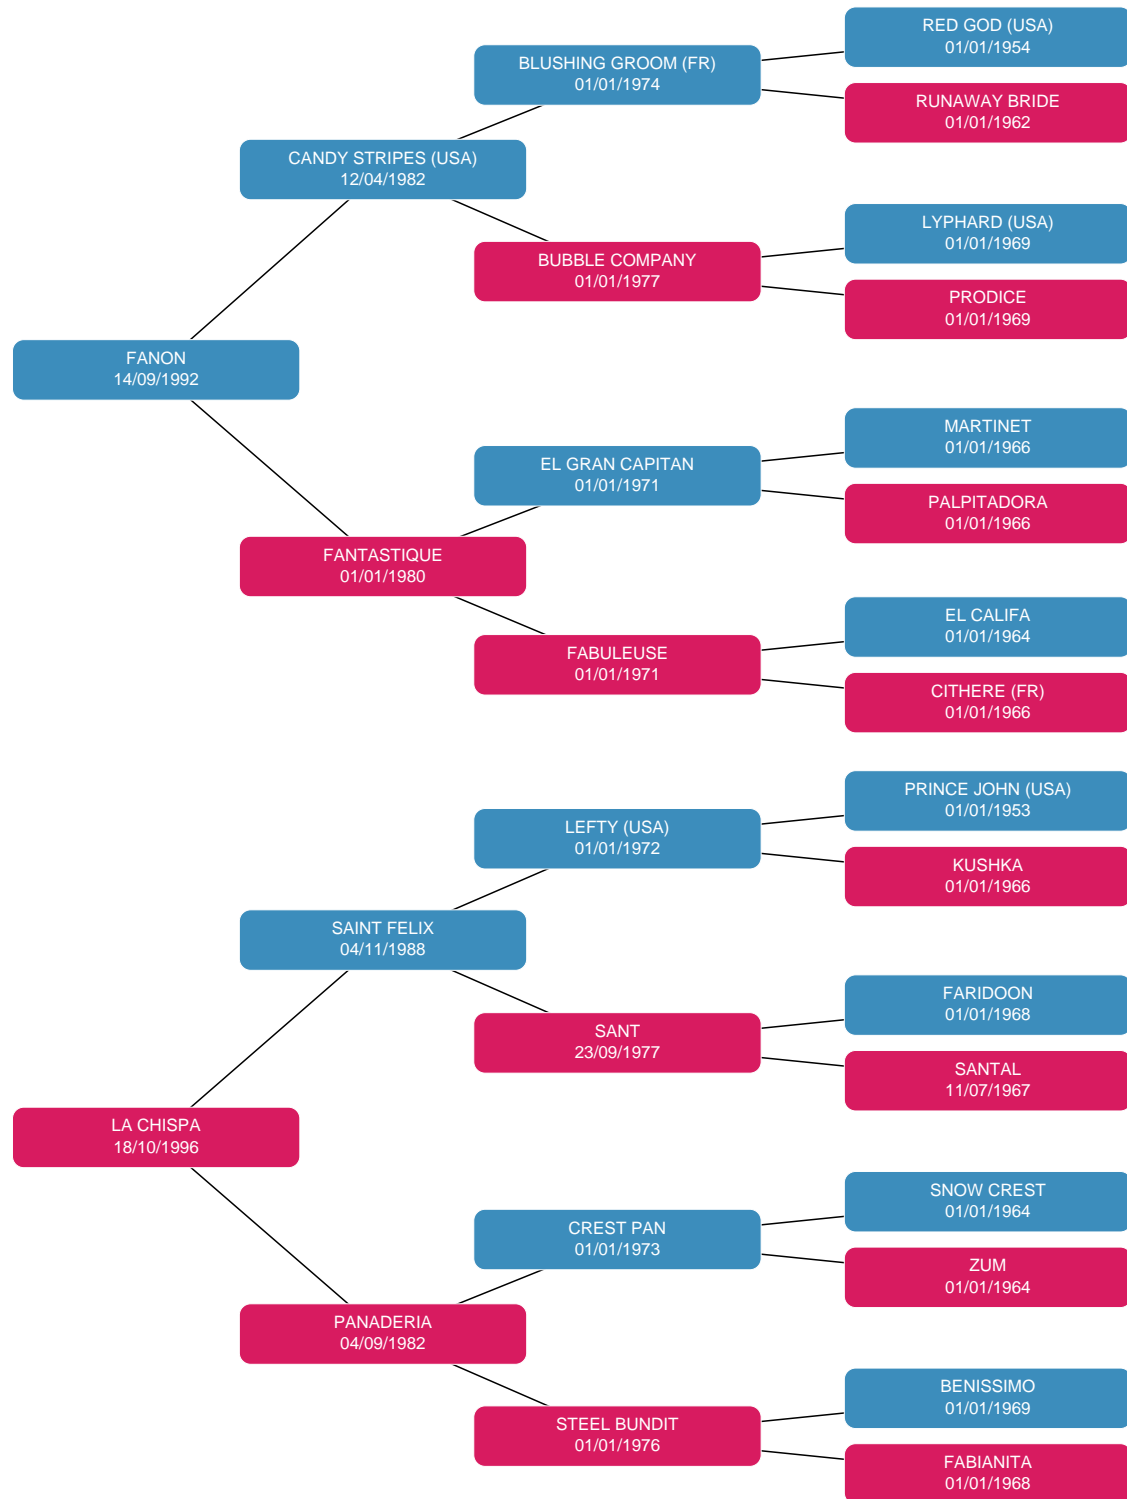 RED GOD (USA)
01/01/1954
BLUSHING GROOM (FR)
01/01/1974
RUNAWAY BRIDE
01/01/1962
CANDY STRIPES (USA)
12/04/1982
LYPHARD (USA)
01/01/1969
BUBBLE COMPANY
01/01/1977
PRODICE
01/01/1969
FANON
14/09/1992
MARTINET
01/01/1966
EL GRAN CAPITAN
01/01/1971
PALPITADORA
01/01/1966
FANTASTIQUE
01/01/1980
EL CALIFA
01/01/1964
FABULEUSE
01/01/1971
CITHERE (FR)
01/01/1966
PRINCE JOHN (USA)
01/01/1953
LEFTY (USA)
01/01/1972
KUSHKA
01/01/1966
SAINT FELIX
04/11/1988
FARIDOON
01/01/1968
SANT
23/09/1977
SANTAL
11/07/1967
LA CHISPA
18/10/1996
SNOW CREST
01/01/1964
CREST PAN
01/01/1973
ZUM
01/01/1964
PANADERIA
04/09/1982
BENISSIMO
01/01/1969
STEEL BUNDIT
01/01/1976
FABIANITA
01/01/1968